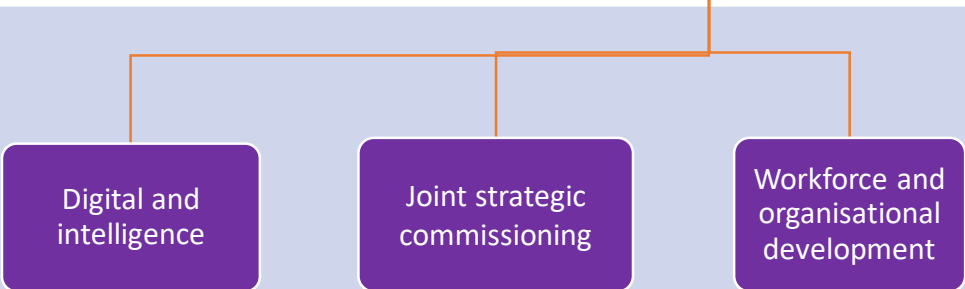 Digital and
intelligence
Joint strategic
commissioning
Workforce and
organisational
development